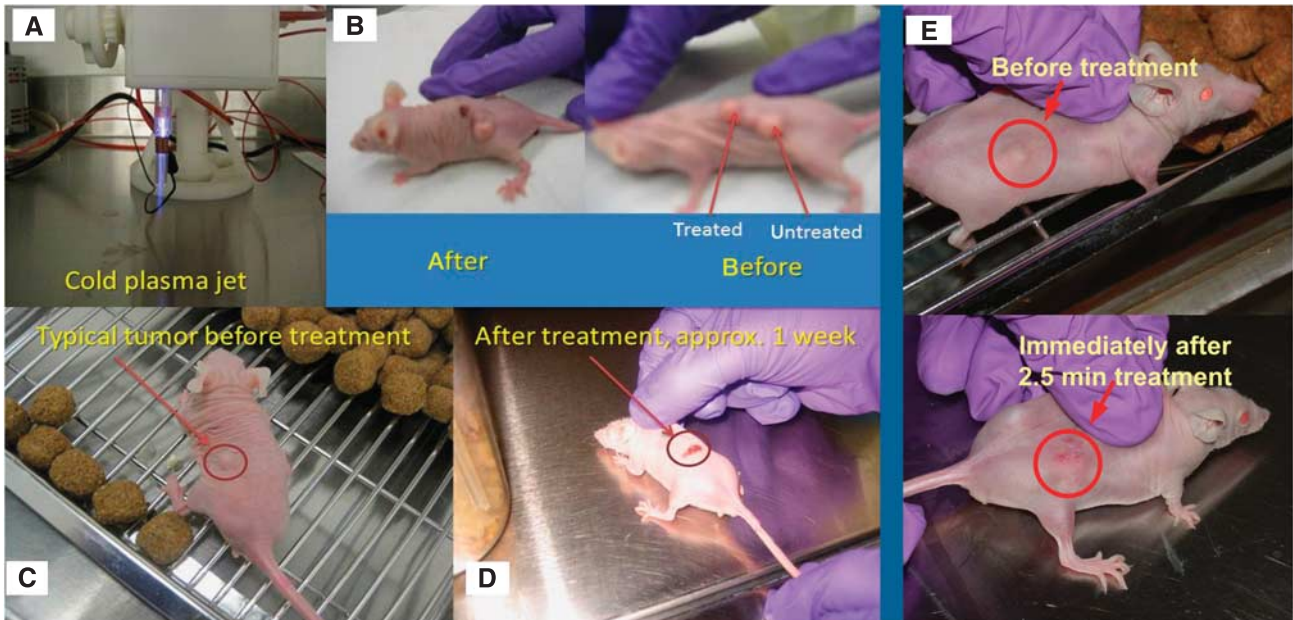 A
Cold plasma jet
B
Treated Untreated
After
Before
Typical tumor before treatment
C
After treatment, approx. 1 week
D
E
Before treatment
Immediately after
2.5 min treatment